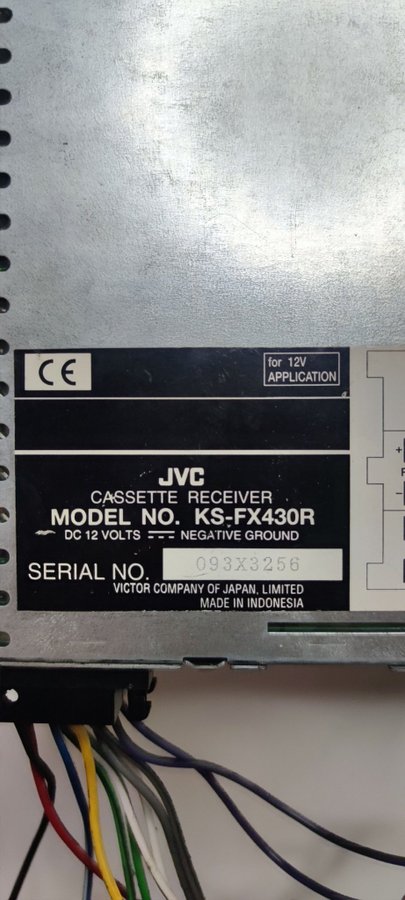 CE
for 12V
APPLICATION
JVC
CASSETTE RECEIVER
MODEL NO. KS-FX430R
DC 12 VOLTS ⎓ NEGATIVE GROUND
SERIAL NO. 093X3256
VICTOR COMPANY OF JAPAN, LIMITED
MADE IN INDONESIA
+
−